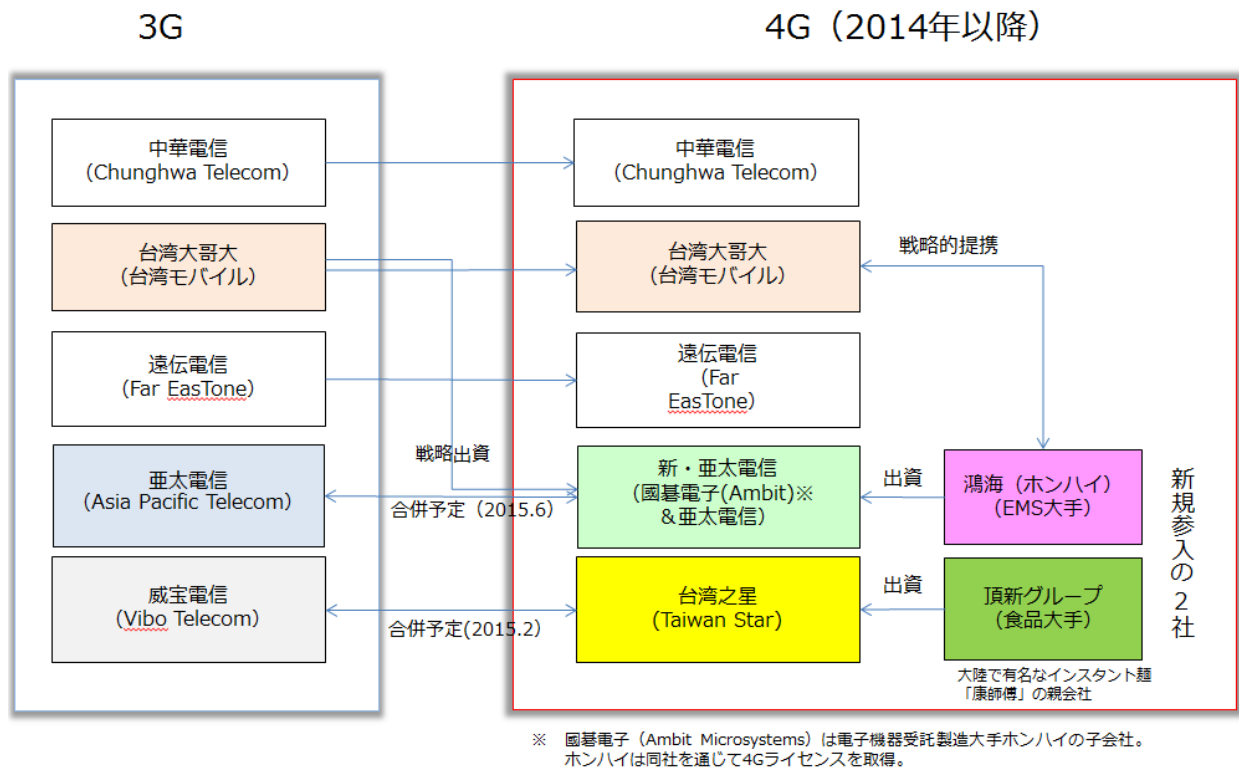 3G
4G（2014年以降）
中華電信
（Chunghwa Telecom）
台湾大哥大
（台湾モバイル）
遠伝電信
（Far EasTone）
亜太電信
（Asia Pacific Telecom）
威宝電信
（Vibo Telecom）
戦略出資
合併予定（2015.6）
合併予定(2015.2)
中華電信
（Chunghwa Telecom）
台湾大哥大
（台湾モバイル）
遠伝電信
（Far
EasTone）
新・亜太電信
（國碁電子(Ambit)※
＆亜太電信）
台湾之星
（Taiwan Star）
戦略的提携
出資
鴻海（ホンハイ）
（EMS大手）
出資
頂新グループ
（食品大手）
大陸で有名なインスタント麺
「康師傅」の親会社
新規参入の２社
※　國碁電子（Ambit Microsystems）は電子機器受託製造大手ホンハイの子会社。
ホンハイは同社を通じて4Gライセンスを取得。